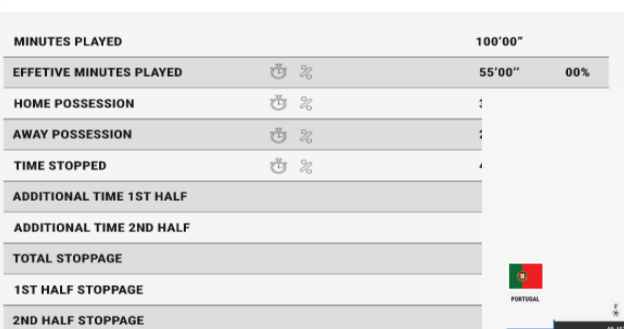 MINUTES PLAYED 100'00"
EFFETIVE MINUTES PLAYED 55'00'' 00%
HOME POSSESSION
AWAY POSSESSION
TIME STOPPED
ADDITIONAL TIME 1ST HALF
ADDITIONAL TIME 2ND HALF
TOTAL STOPPAGE
1ST HALF STOPPAGE
2ND HALF STOPPAGE
PORTUGAL